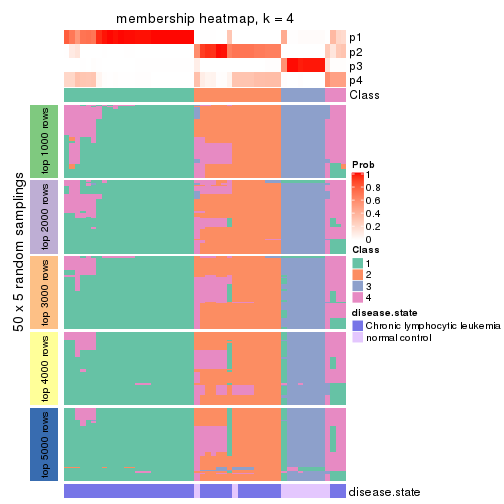 membership heatmap, k = 4
p1
p2
p3
p4
Class
50 x 5 random samplings
top 1000 rows
top 2000 rows
top 3000 rows
top 4000 rows
top 5000 rows
Prob
1
0.8
0.6
0.4
0.2
0
Class
1
2
3
4
disease.state
Chronic lymphocytic leukemia
normal control
disease.state